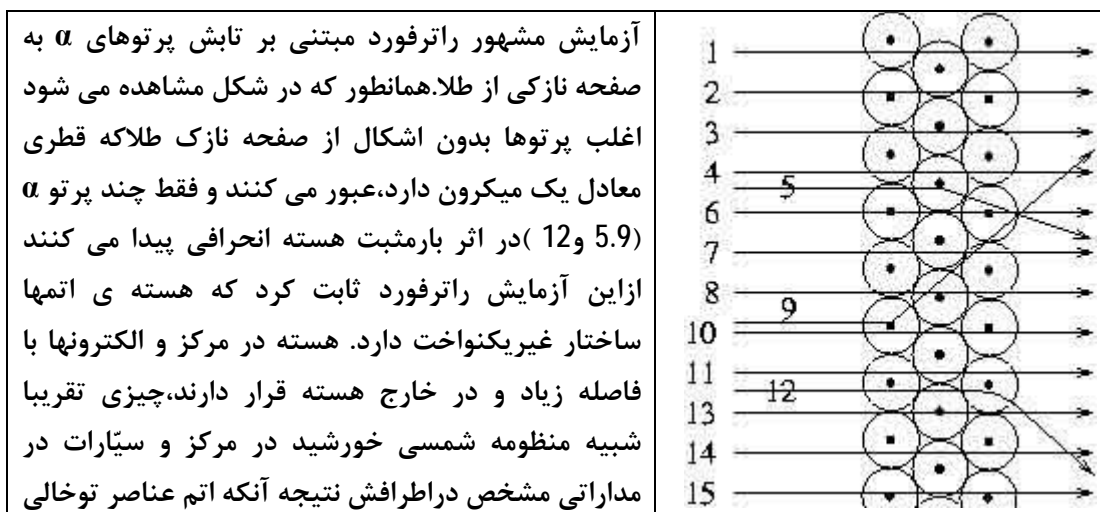 آزمایش مشهور راترفورد مبتنی بر تابش پرتوهای α به
صفحه نازکی از طلا.همانطور که در شکل مشاهده می شود
اغلب پرتوها بدون اشکال از صفحه نازک طلاکه قطری
معادل یک میکرون دارد،عبور می کنند و فقط چند پرتو α
(5.9 و12 )در اثر بارمثبت هسته انحرافی پیدا می کنند
ازاین آزمایش راترفورد ثابت کرد که هسته ی اتمها
ساختار غیریکنواخت دارد. هسته در مرکز و الکترونها با
فاصله زیاد و در خارج هسته قرار دارند،چیزی تقریبا
شبیه منظومه شمسی خورشید در مرکز و سیّارات در
مداراتی مشخص دراطرافش نتیجه آنکه اتم عناصر توخالی
1
2
3
4
5
6
7
8
9
10
11
12
13
14
15